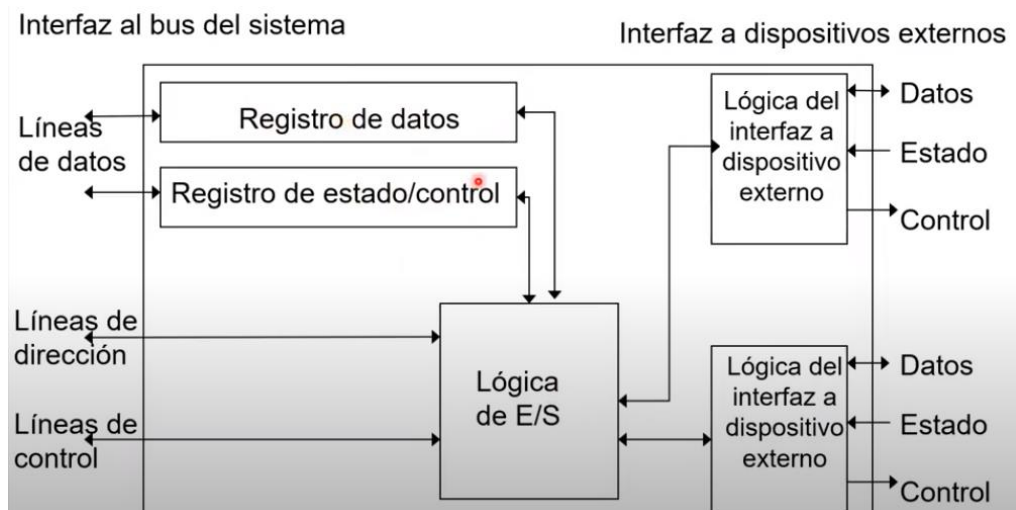 Interfaz al bus del sistema
Interfaz a dispositivos externos
Líneas
de datos
Registro de datos
Registro de estado/control
Líneas de
dirección
Líneas de
control
Lógica
de E/S
Lógica del
interfaz a
dispositivo
externo
Datos
Estado
Control
Lógica del
interfaz a
dispositivo
externo
Datos
Estado
Control